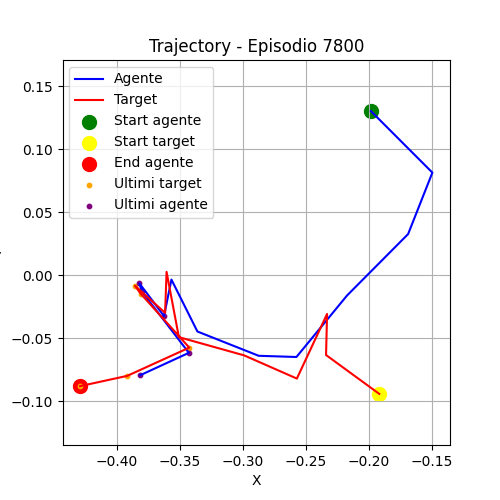 Trajectory - Episodio 7800
Agente
Target
Start agente
Start target
End agente
Ultimi target
Ultimi agente
0.15
0.10
0.05
0.00
−0.05
−0.10
−0.40
−0.35
−0.30
−0.25
−0.20
−0.15
X